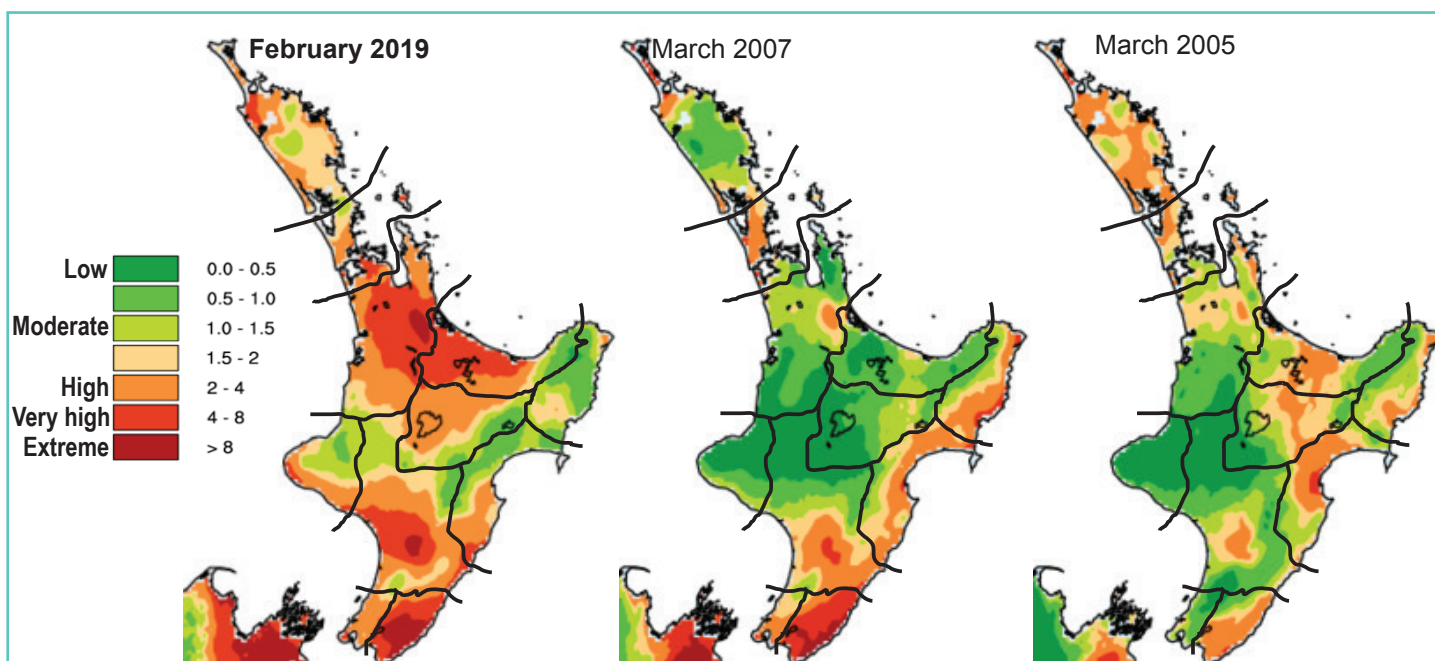 February 2019
March 2007
March 2005
Low 0.0 - 0.5
0.5 - 1.0
Moderate 1.0 - 1.5
1.5 - 2
High 2 - 4
Very high 4 - 8
Extreme > 8